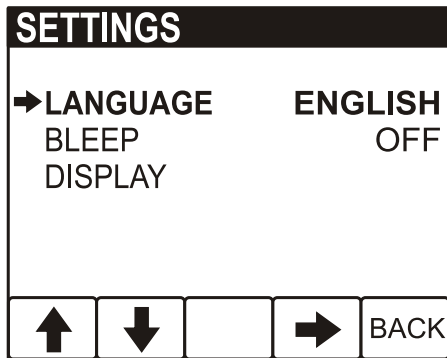 SETTINGS
LANGUAGE ENGLISH
BLEEP OFF
DISPLAY
BACK